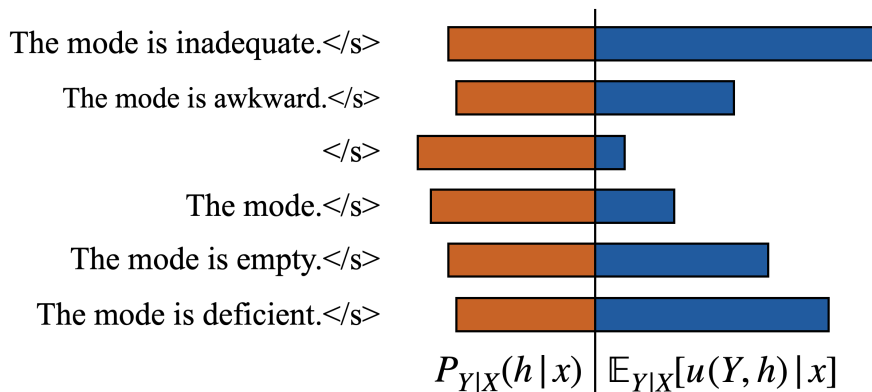 The mode is inadequate.</s>
The mode is awkward.</s>
</s>
The mode.</s>
The mode is empty.</s>
The mode is deficient.</s>
P_{Y|X}(h|x) 𝔼_{Y|X}[u(Y,h)|x]